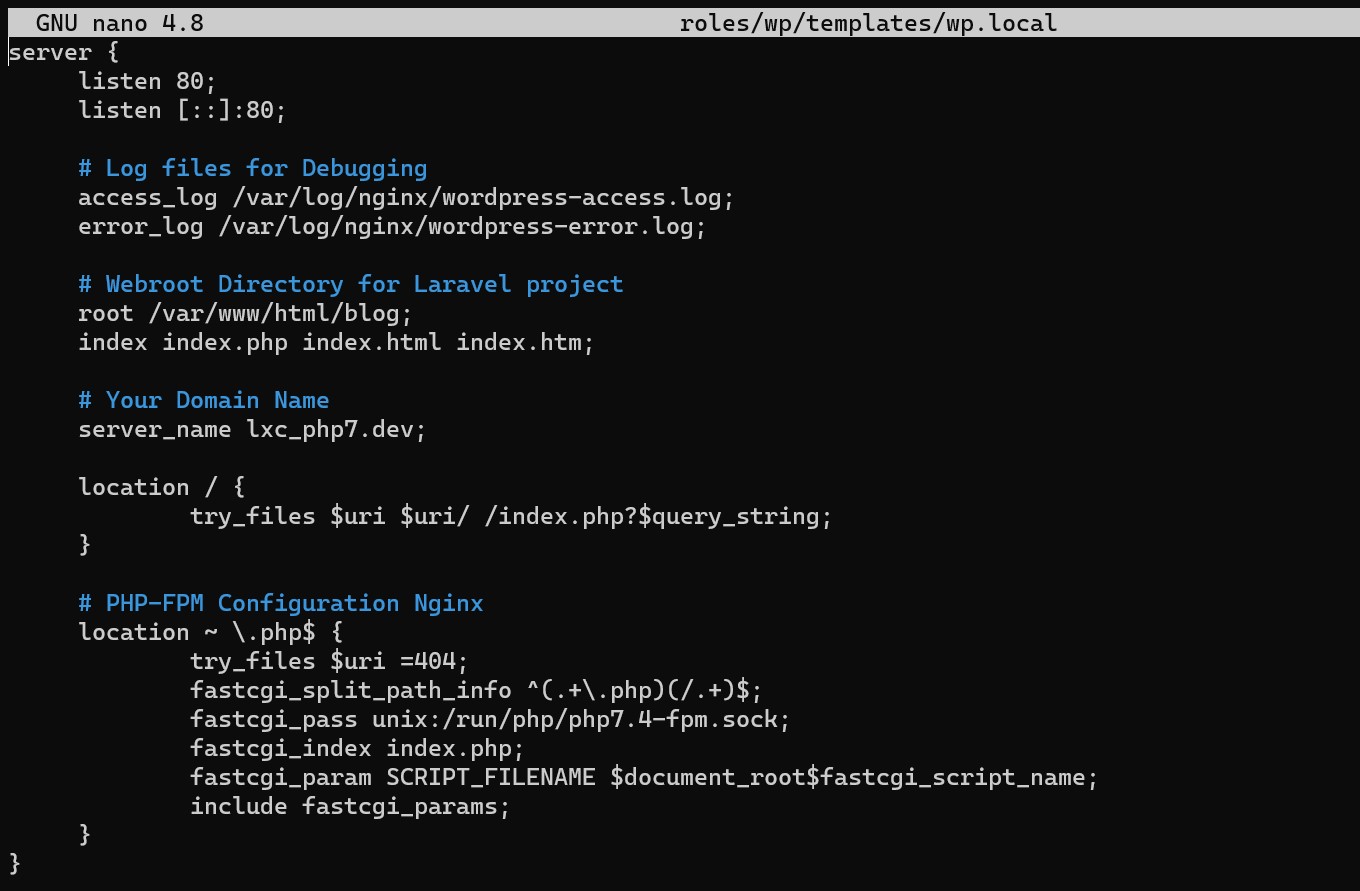 GNU nano 4.8 roles/wp/templates/wp.local
server {
listen 80;
listen [::]:80;
# Log files for Debugging
access_log /var/log/nginx/wordpress-access.log;
error_log /var/log/nginx/wordpress-error.log;
# Webroot Directory for Laravel project
root /var/www/html/blog;
index index.php index.html index.htm;
# Your Domain Name
server_name lxc_php7.dev;
location / {
try_files $uri $uri/ /index.php?$query_string;
}
# PHP-FPM Configuration Nginx
location ~ \.php$ {
try_files $uri =404;
fastcgi_split_path_info ^(.+\.php)(/.+)$;
fastcgi_pass unix:/run/php/php7.4-fpm.sock;
fastcgi_index index.php;
fastcgi_param SCRIPT_FILENAME $document_root$fastcgi_script_name;
include fastcgi_params;
}
}